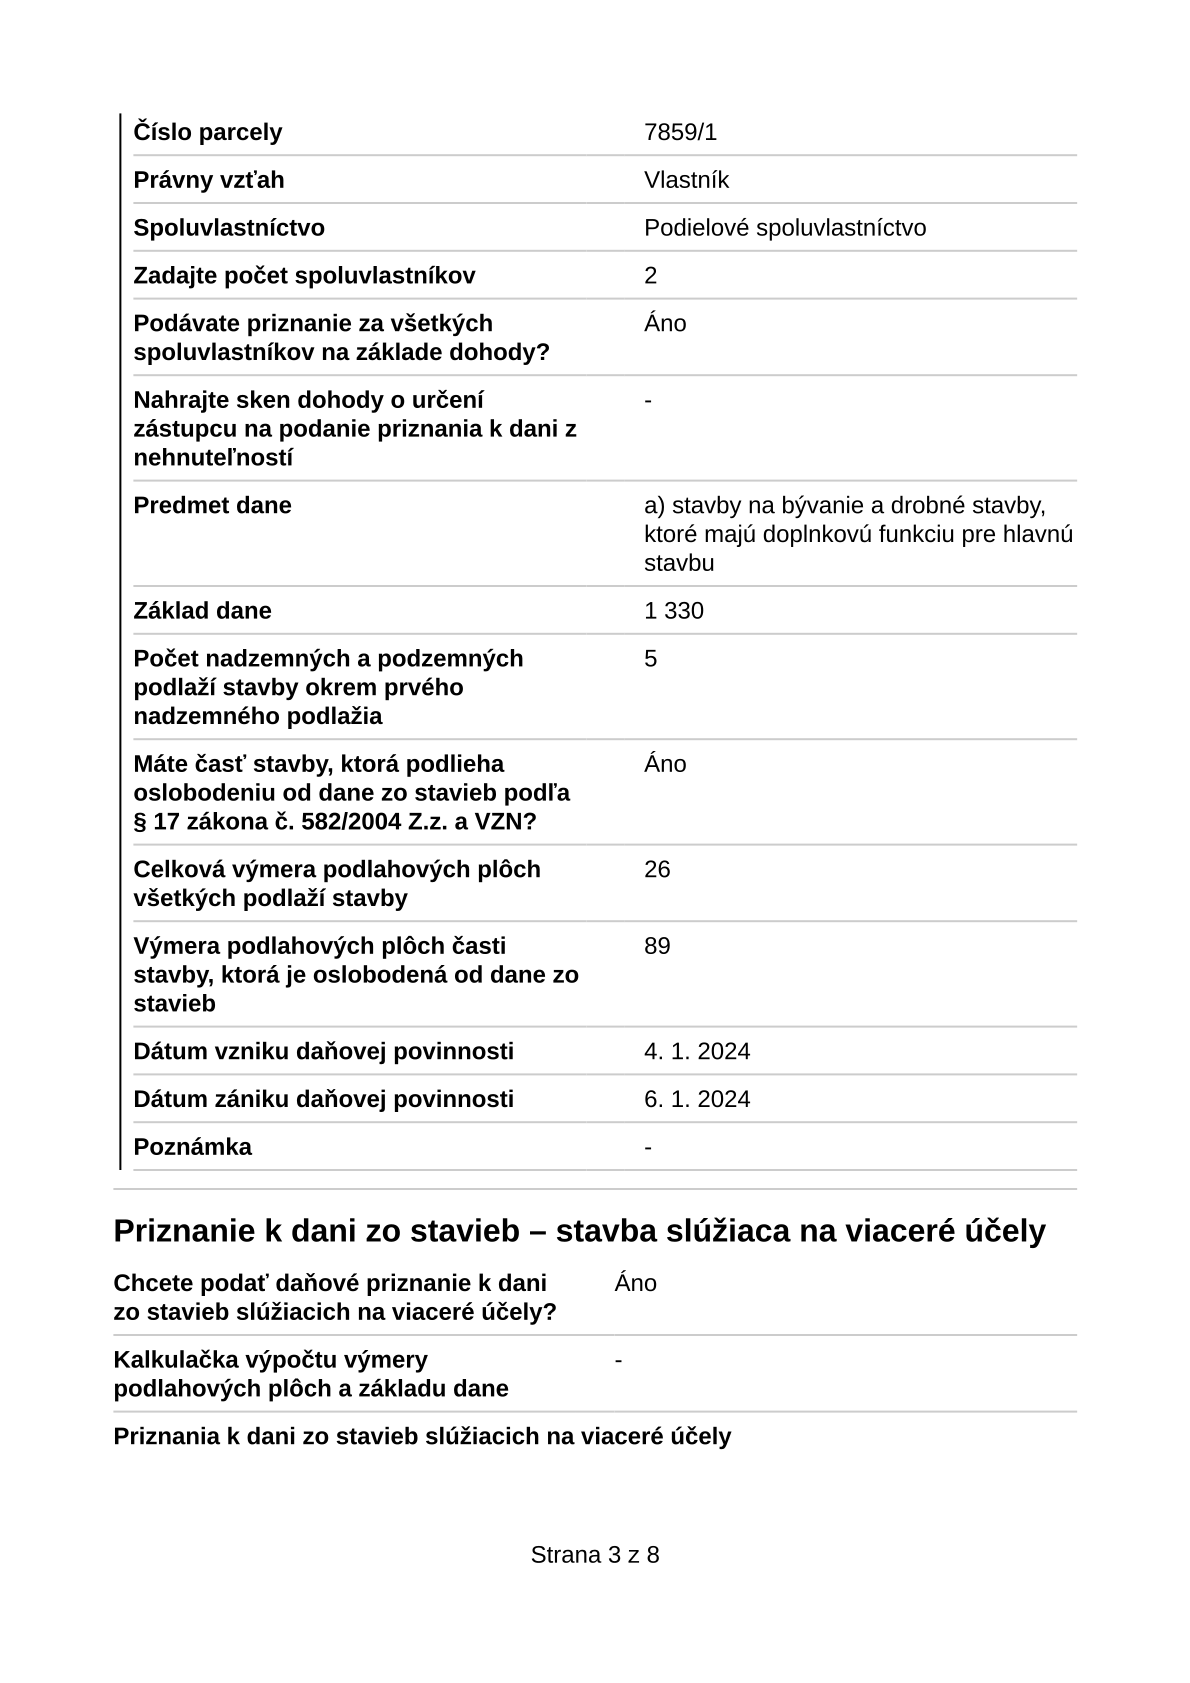 Číslo parcely 7859/1
Právny vzťah Vlastník
Spoluvlastníctvo Podielové spoluvlastníctvo
Zadajte počet spoluvlastníkov 2
Podávate priznanie za všetkých Áno
spoluvlastníkov na základe dohody?
Nahrajte sken dohody o určení -
zástupcu na podanie priznania k dani z
nehnuteľností
Predmet dane a) stavby na bývanie a drobné stavby,
ktoré majú doplnkovú funkciu pre hlavnú
stavbu
Základ dane 1 330
Počet nadzemných a podzemných 5
podlaží stavby okrem prvého
nadzemného podlažia
Máte časť stavby, ktorá podlieha Áno
oslobodeniu od dane zo stavieb podľa
§ 17 zákona č. 582/2004 Z.z. a VZN?
Celková výmera podlahových plôch 26
všetkých podlaží stavby
Výmera podlahových plôch časti 89
stavby, ktorá je oslobodená od dane zo
stavieb
Dátum vzniku daňovej povinnosti 4. 1. 2024
Dátum zániku daňovej povinnosti 6. 1. 2024
Poznámka -
Priznanie k dani zo stavieb – stavba slúžiaca na viaceré účely
Chcete podať daňové priznanie k dani Áno
zo stavieb slúžiacich na viaceré účely?
Kalkulačka výpočtu výmery -
podlahových plôch a základu dane
Priznania k dani zo stavieb slúžiacich na viaceré účely
Strana 3 z 8